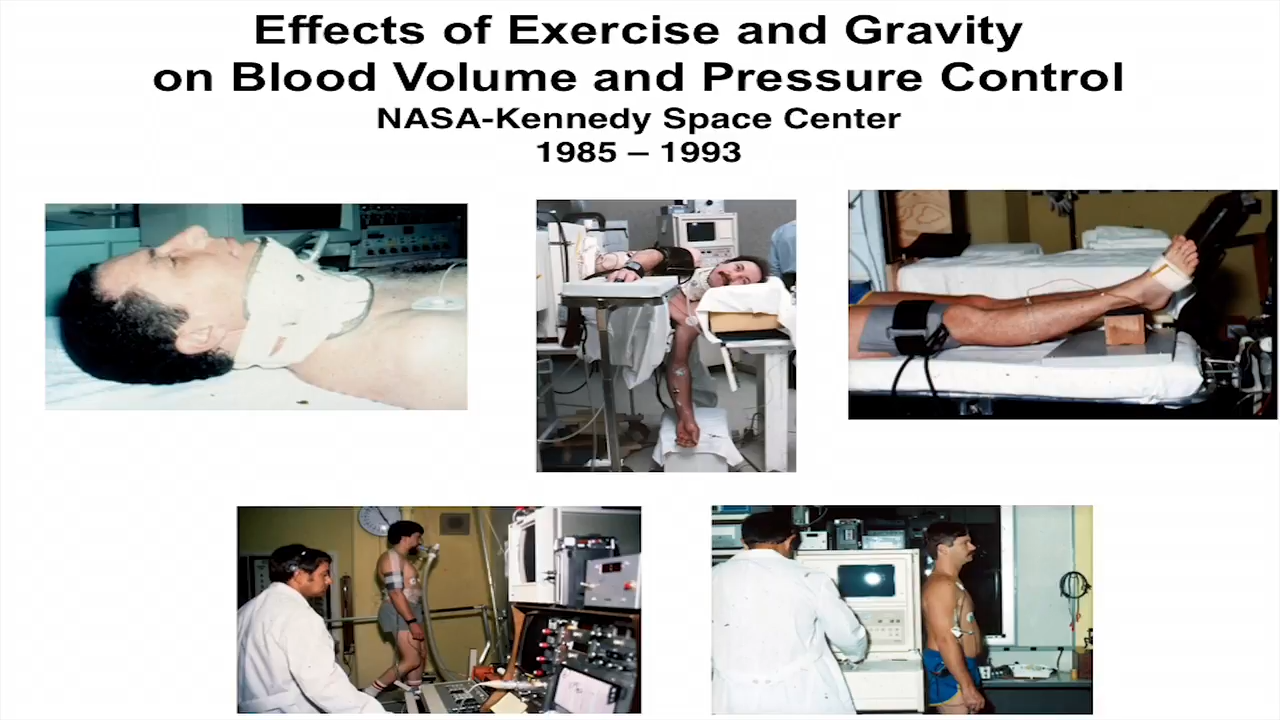 Effects of Exercise and Gravity
on Blood Volume and Pressure Control
NASA-Kennedy Space Center
1985 – 1993